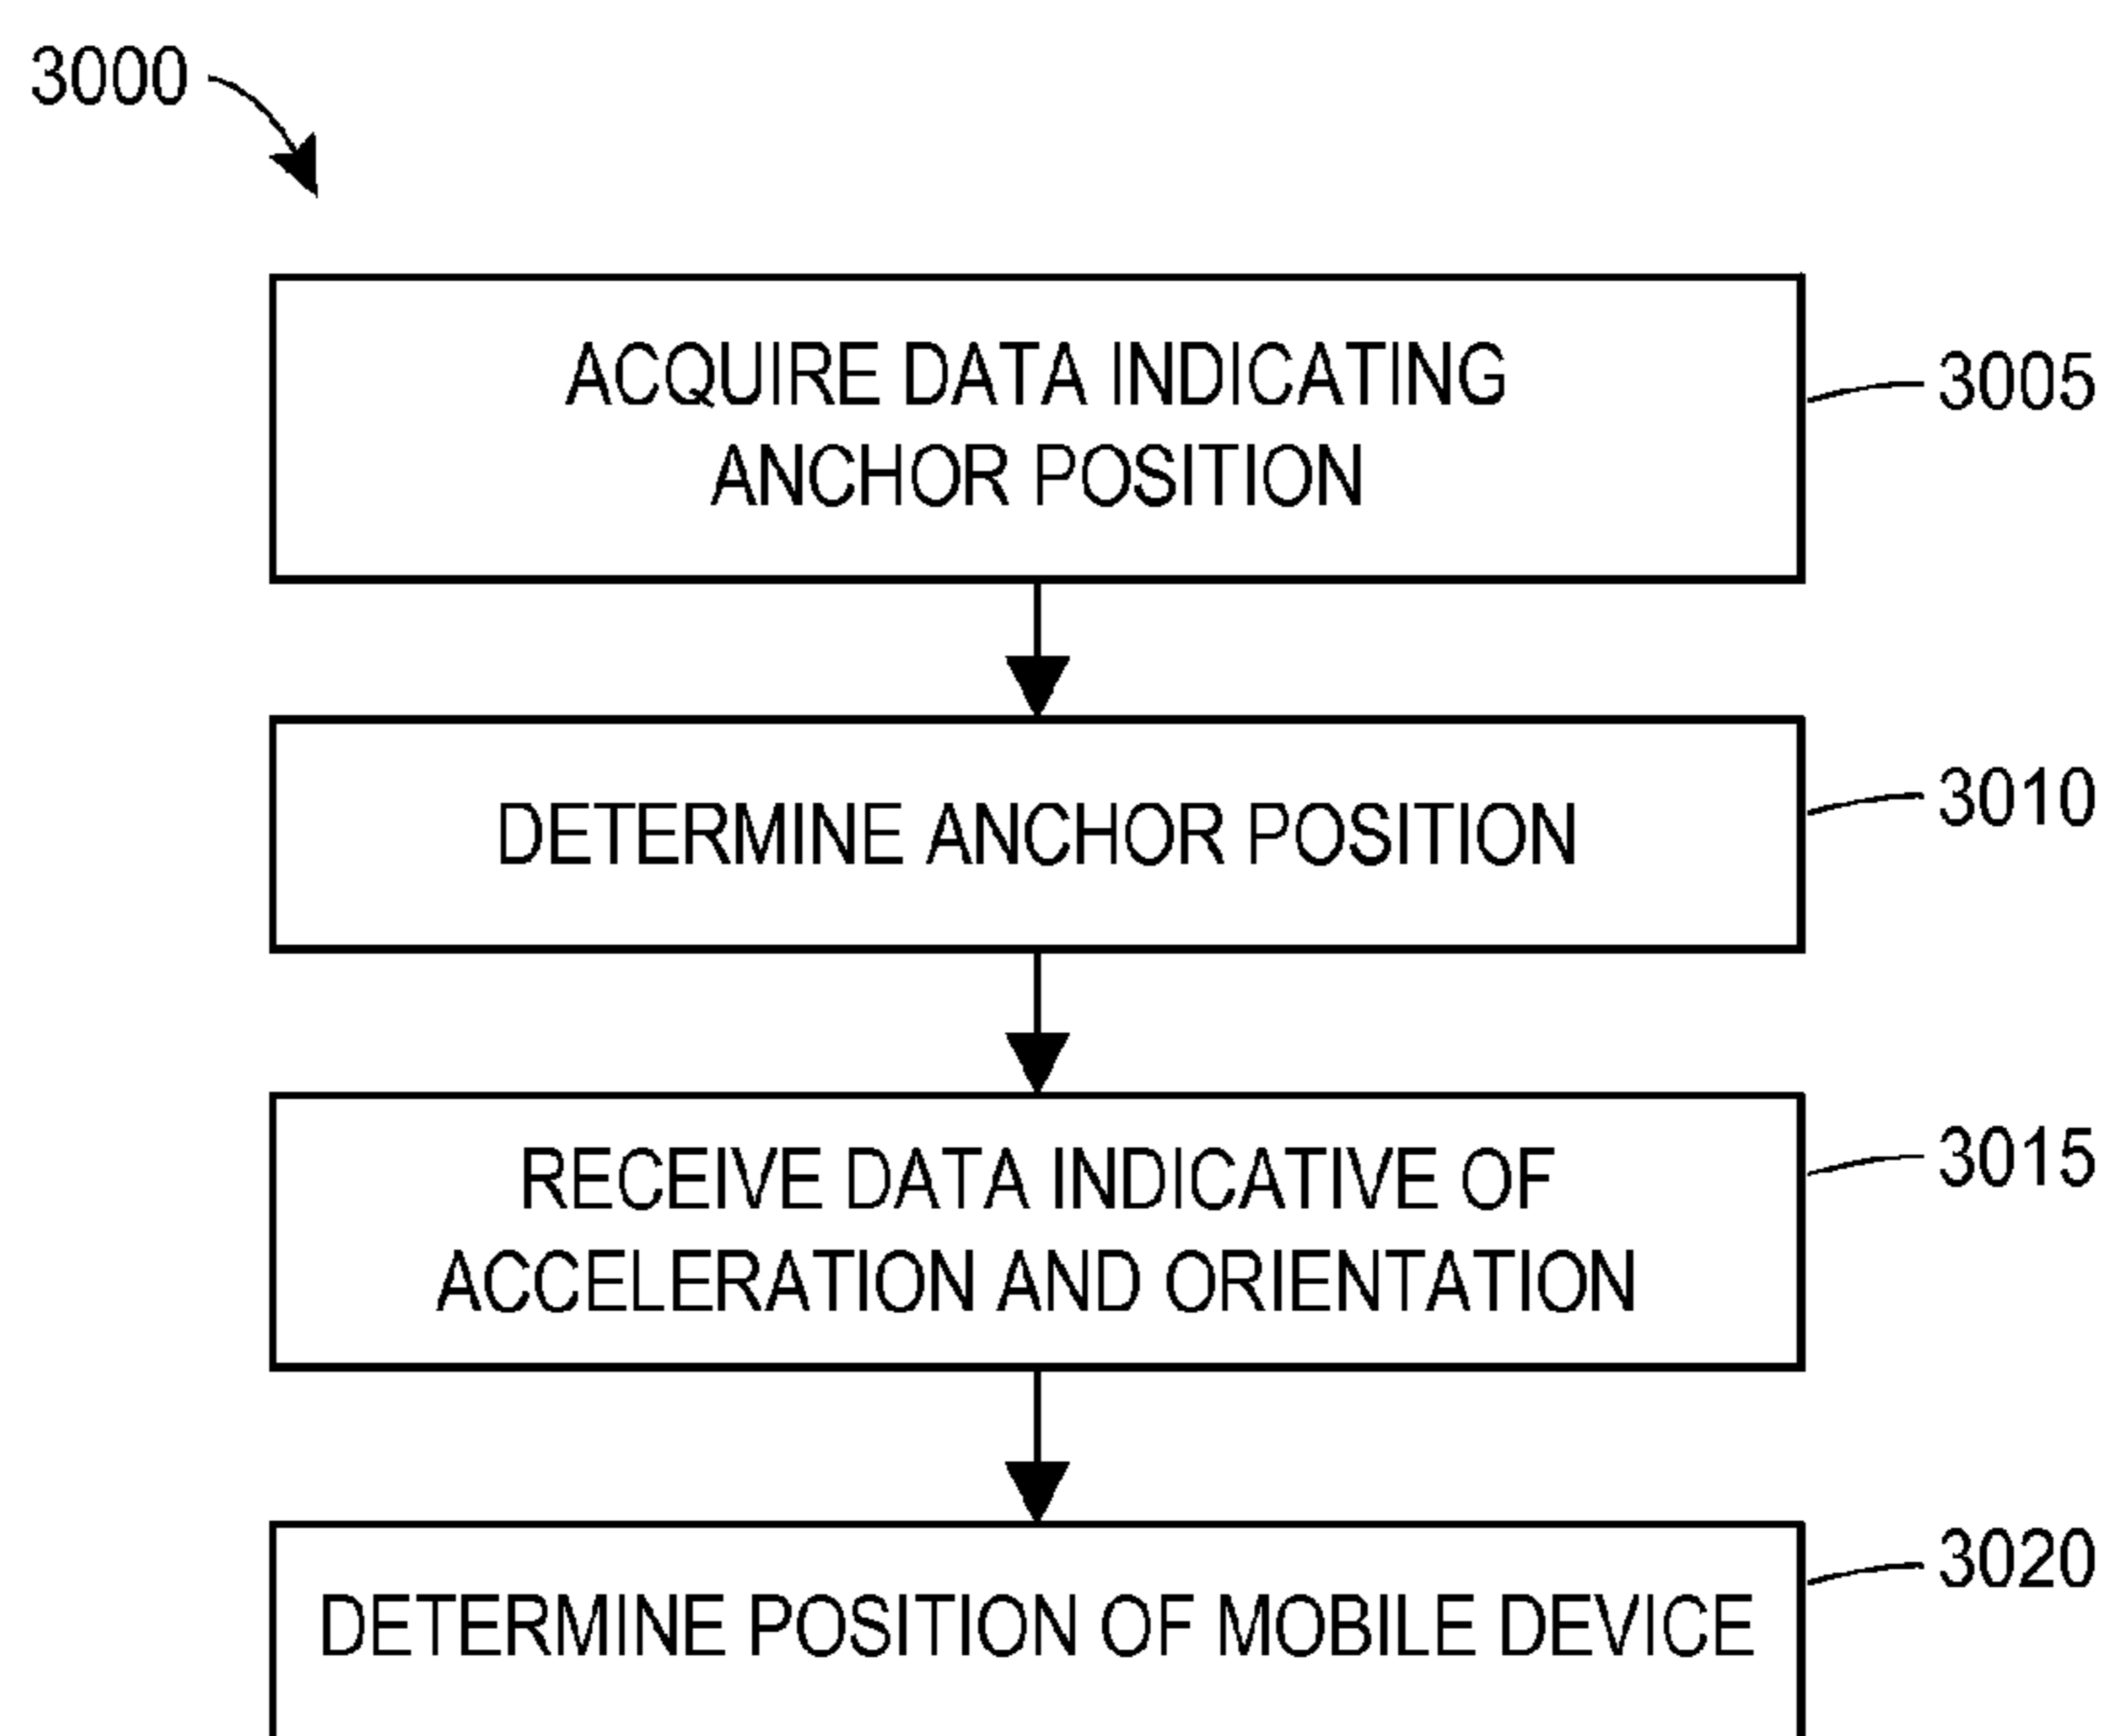 3000
ACQUIRE DATA INDICATING
ANCHOR POSITION
3005
DETERMINE ANCHOR POSITION
3010
RECEIVE DATA INDICATIVE OF
ACCELERATION AND ORIENTATION
3015
DETERMINE POSITION OF MOBILE DEVICE
3020